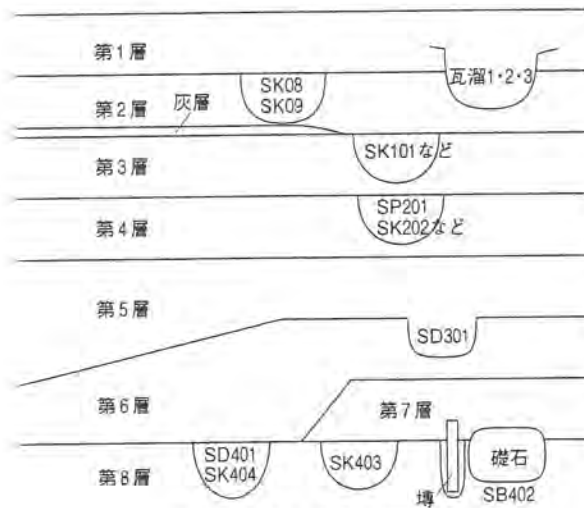 第1層
瓦溜1・2・3
SK08
SK09
第2層
灰層
SK101など
第3層
SP201
SK202など
第4層
第5層
SD301
第6層
第7層
SD401
SK404
SK403
礎石
第8層
塼
SB402